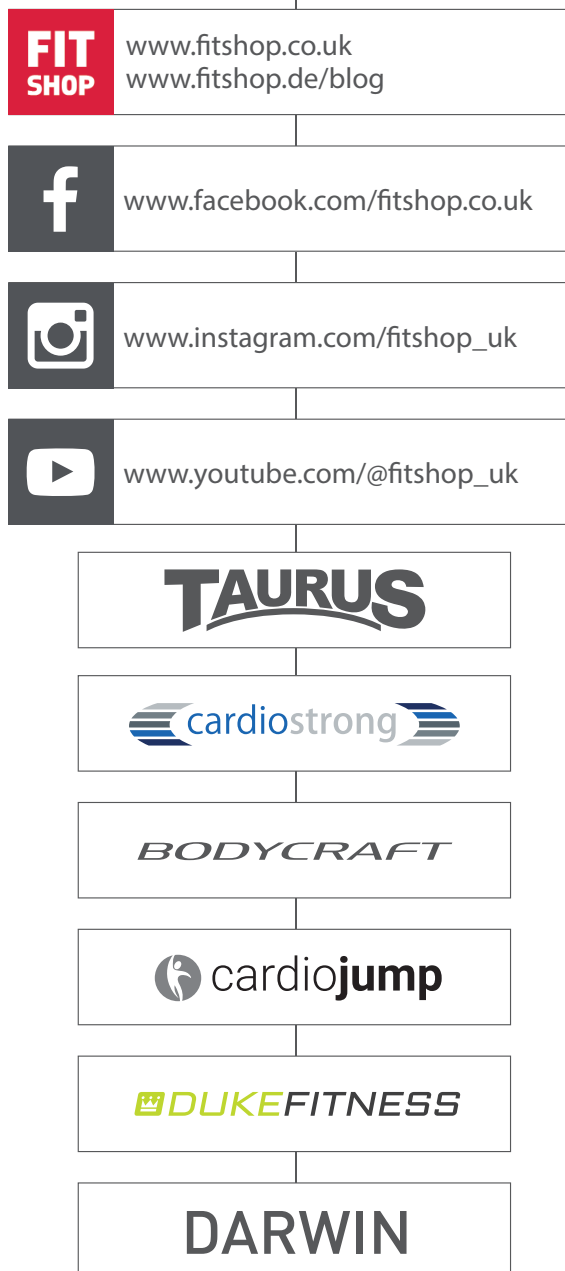 FIT
SHOP
www.fitshop.co.uk
www.fitshop.de/blog
f
www.facebook.com/fitshop.co.uk
www.instagram.com/fitshop_uk
www.youtube.com/@fitshop_uk
TAURUS
cardiostrong
BODYCRAFT
cardiojump
DUKEFITNESS
DARWIN